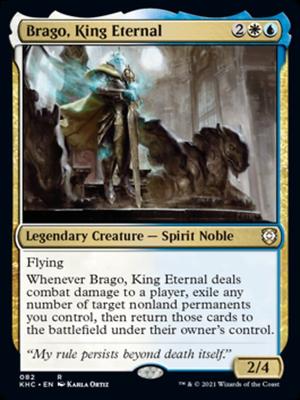 Brago, King Eternal 2
Legendary Creature — Spirit Noble
Flying
Whenever Brago, King Eternal deals
combat damage to a player, exile any
number of target nonland permanents
you control, then return those cards to
the battlefield under their owner's control.
"My rule persists beyond death itself."
2/4
082 R
KHC • EN Karla Ortiz
™ & © 2021 Wizards of the Coast